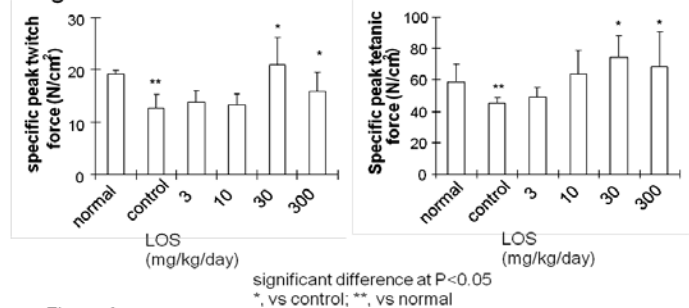 specific peak twitch
force (N/cm²)
30
20
10
0
**
*
*
normal
control
3
10
30
300
LOS
(mg/kg/day)
Specific peak tetanic
force (N/cm²)
100
80
60
40
20
0
**
*
*
normal
control
3
10
30
300
LOS
(mg/kg/day)
significant difference at P<0.05
*, vs control; **, vs normal